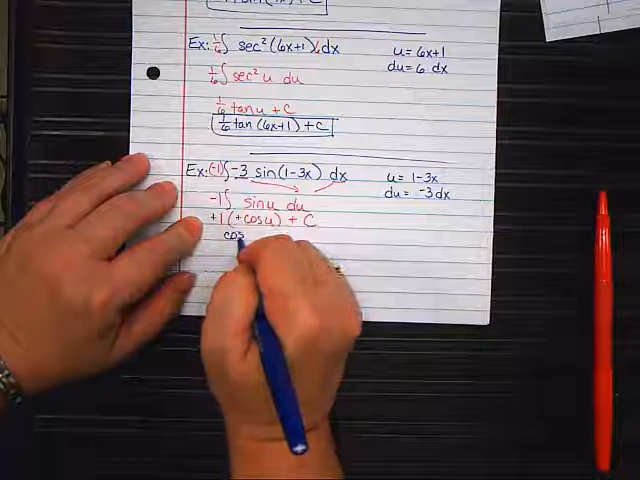 Ex: 1/6 ∫ sec²(6x+1) 6 dx u = 6x+1
du = 6 dx
1/6 ∫ sec² u du
1/6 tan u + C
1/6 tan (6x+1) + C
Ex: (-1) ∫ -3 sin(1-3x) dx u = 1-3x
du = -3dx
-1 ∫ sin u du
+1 (+cos u) + C
cos